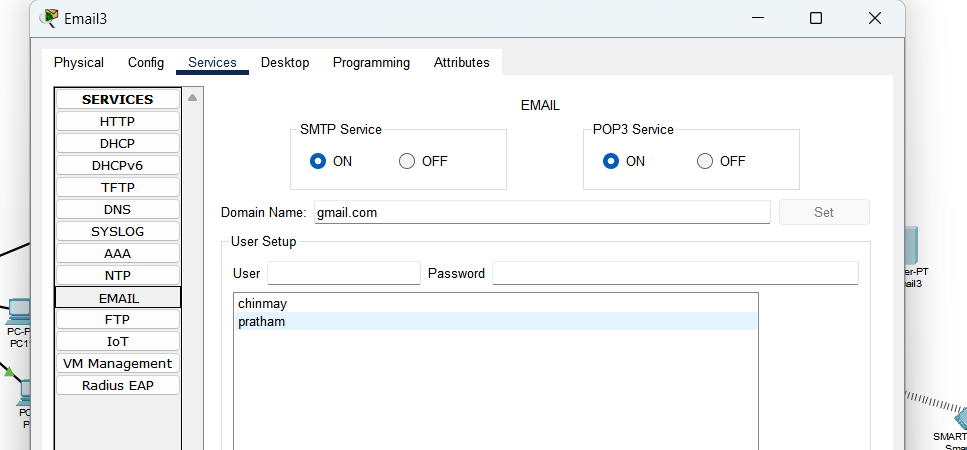 Email3
Physical Config Services Desktop Programming Attributes
SERVICES
HTTP
DHCP
DHCPv6
TFTP
DNS
SYSLOG
AAA
NTP
EMAIL
FTP
IoT
VM Management
Radius EAP
EMAIL
SMTP Service
ON OFF
POP3 Service
ON OFF
Domain Name: gmail.com Set
User Setup
User Password
chinmay
pratham
PC-P
PC1
PC
P
er-PT
ail3
SMART
Smar